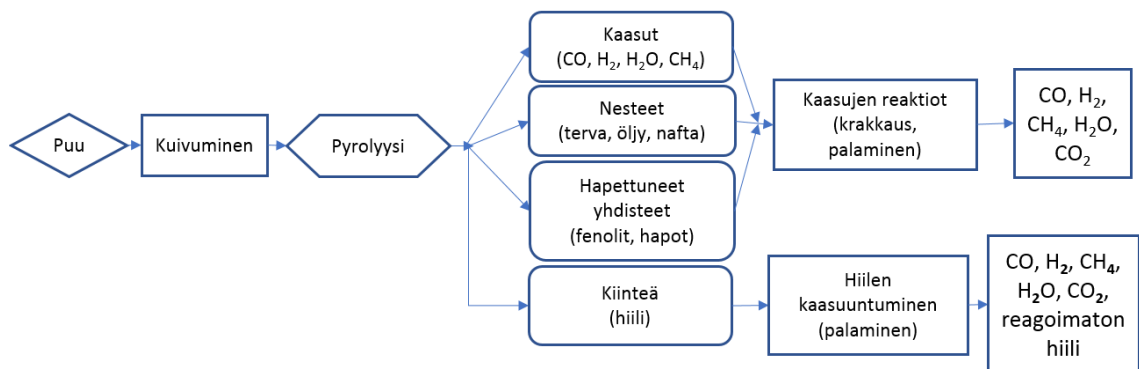 Puu
Kuivuminen
Pyrolyysi
Kaasut
(CO, H₂, H₂O, CH₄)
Nesteet
(terva, öljy, nafta)
Hapettuneet
yhdisteet
(fenolit, hapot)
Kiinteä
(hiili)
Kaasujen reaktiot
(krakkaus,
palaminen)
CO, H₂,
CH₄, H₂O,
CO₂
Hiilen
kaasuuntuminen
(palaminen)
CO, H₂, CH₄,
H₂O, CO₂,
reagoimaton
hiili